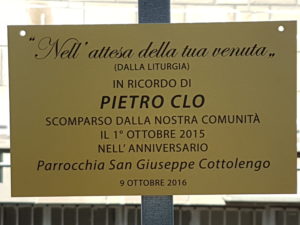 "Nell' attesa della tua venuta„
(DALLA LITURGIA)
IN RICORDO DI
PIETRO CLO
SCOMPARSO DALLA NOSTRA COMUNITÀ
IL 1° OTTOBRE 2015
NELL' ANNIVERSARIO
Parrocchia San Giuseppe Cottolengo
9 OTTOBRE 2016